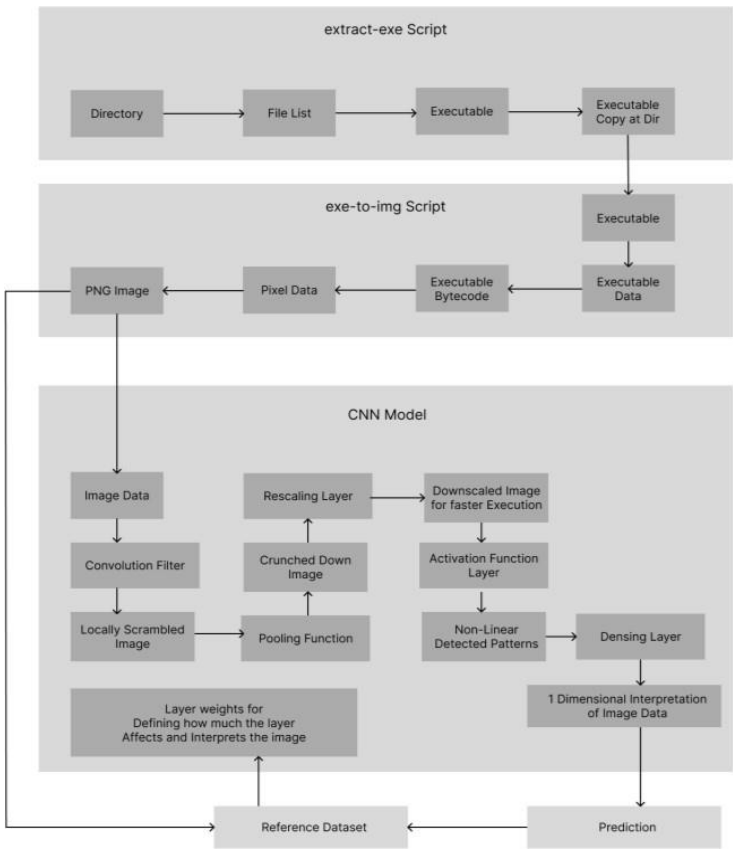 extract-exe Script
Directory
File List
Executable
Executable
Copy at Dir
exe-to-img Script
Executable
PNG Image
Pixel Data
Executable
Bytecode
Executable
Data
CNN Model
Image Data
Rescaling Layer
Downscaled Image
for faster Execution
Convolution Filter
Crunched Down
Image
Activation Function
Layer
Locally Scrambled
Image
Pooling Function
Non-Linear
Detected Patterns
Densing Layer
Layer weights for
Defining how much the layer
Affects and Interprets the image
1 Dimensional Interpretation
of Image Data
Reference Dataset
Prediction